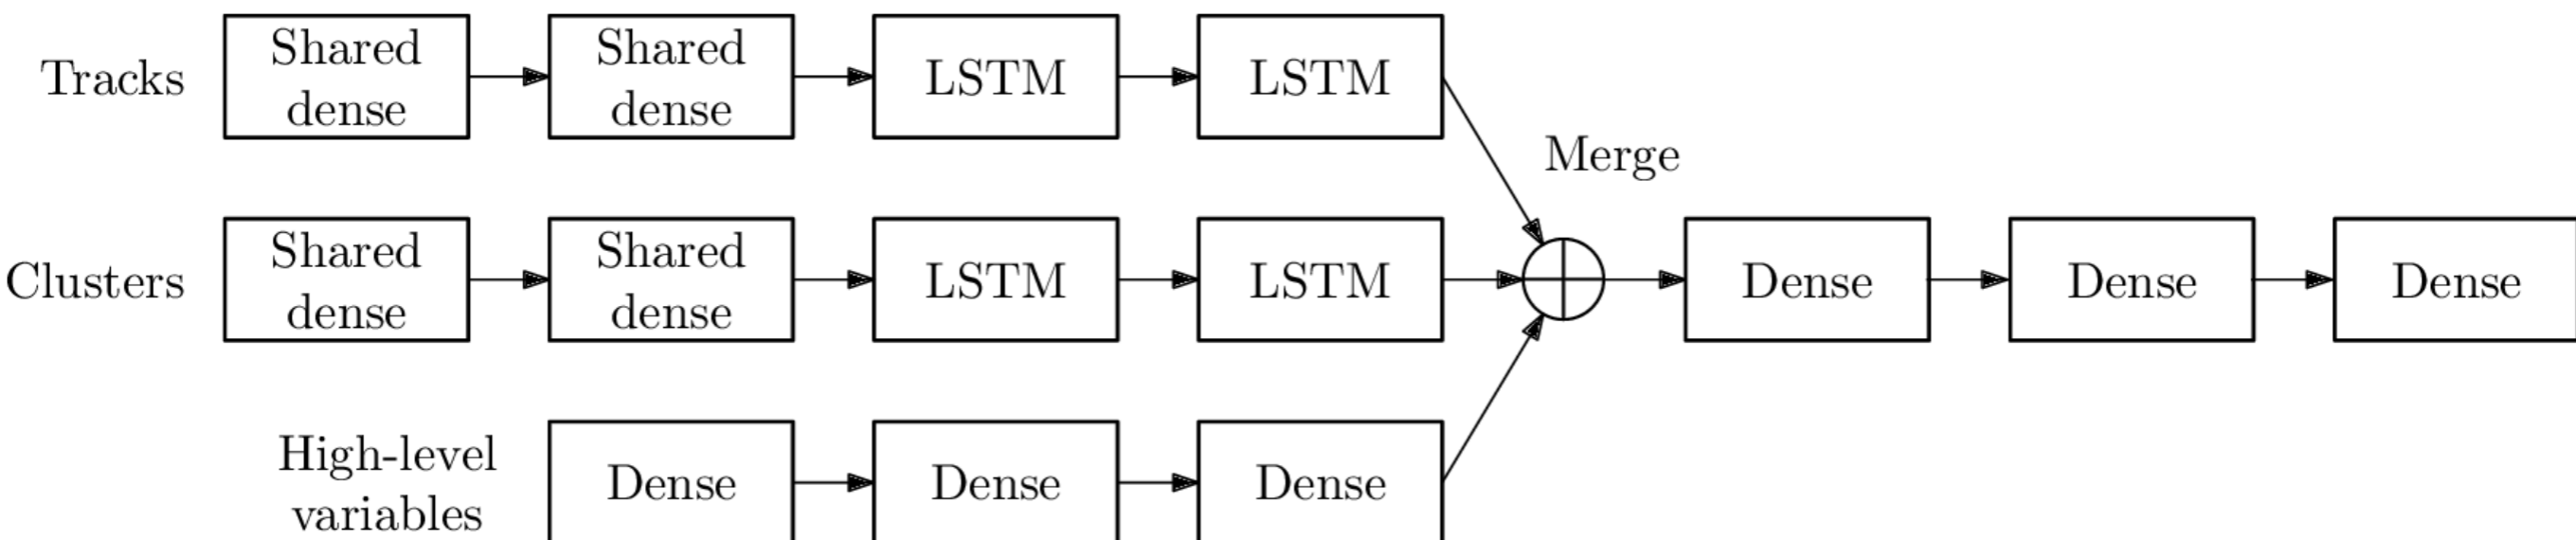 Tracks
Shared
dense
Shared
dense
LSTM
LSTM
Merge
Clusters
Shared
dense
Shared
dense
LSTM
LSTM
Dense
Dense
Dense
High-level
variables
Dense
Dense
Dense